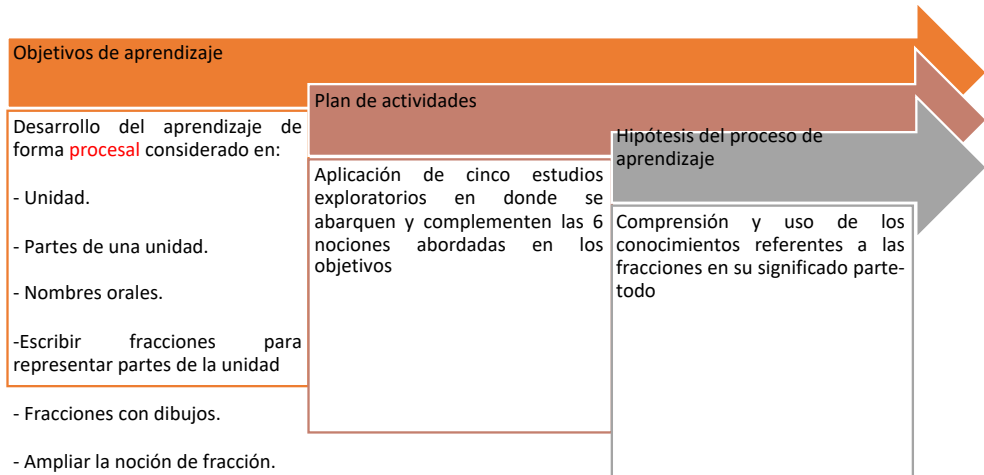 Objetivos de aprendizaje
Desarrollo del aprendizaje de
forma procesal considerado en:
- Unidad.
- Partes de una unidad.
- Nombres orales.
-Escribir fracciones para
representar partes de la unidad
- Fracciones con dibujos.
- Ampliar la noción de fracción.
Plan de actividades
Aplicación de cinco estudios
exploratorios en donde se
abarquen y complementen las 6
nociones abordadas en los
objetivos
Hipótesis del proceso de
aprendizaje
Comprensión y uso de los
conocimientos referentes a las
fracciones en su significado parte-
todo